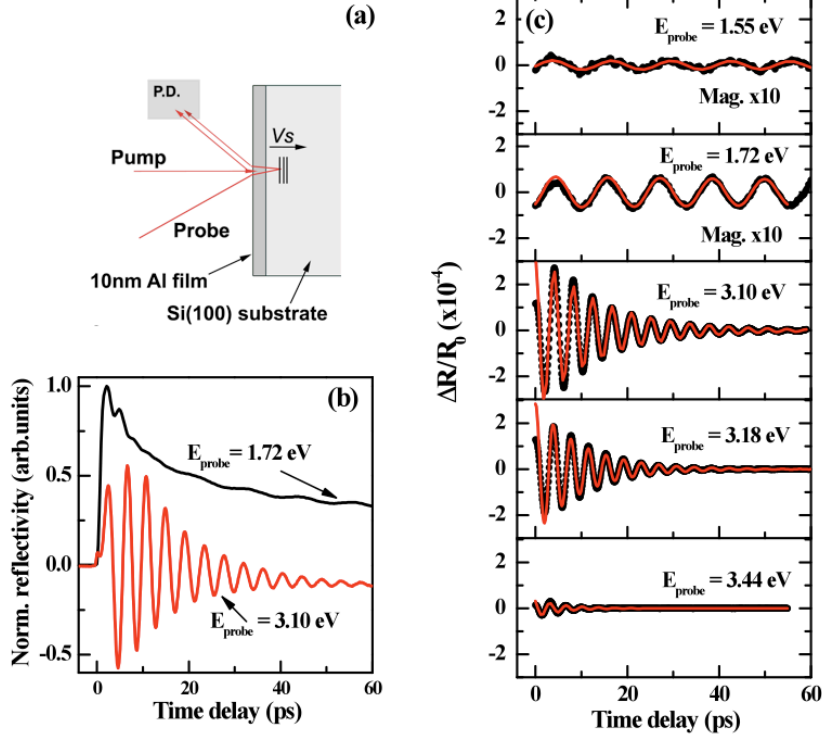 (a)
P.D.
Vs
Pump
Probe
10nm Al film
Si(100) substrate
(b)
Norm. reflectivity (arb.units)
1.0
0.5
0.0
-0.5
E_probe = 1.72 eV
E_probe = 3.10 eV
0 20 40 60
Time delay (ps)
(c)
ΔR/R_0 (x10^-4)
2
0
-2
E_probe = 1.55 eV
Mag. x10
2
0
-2
E_probe = 1.72 eV
Mag. x10
2
0
-2
E_probe = 3.10 eV
2
0
-2
E_probe = 3.18 eV
2
0
-2
E_probe = 3.44 eV
0 20 40 60
Time delay (ps)